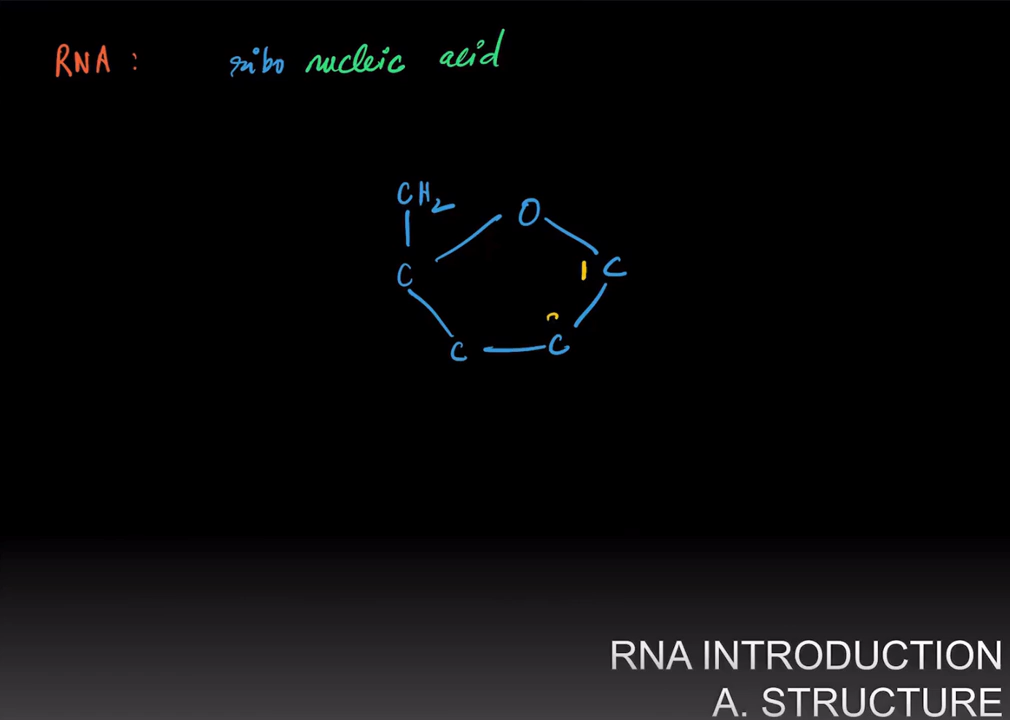 RNA : ribo nucleic acid
CH2
O
C
1 C
C
C
RNA INTRODUCTION
A. STRUCTURE